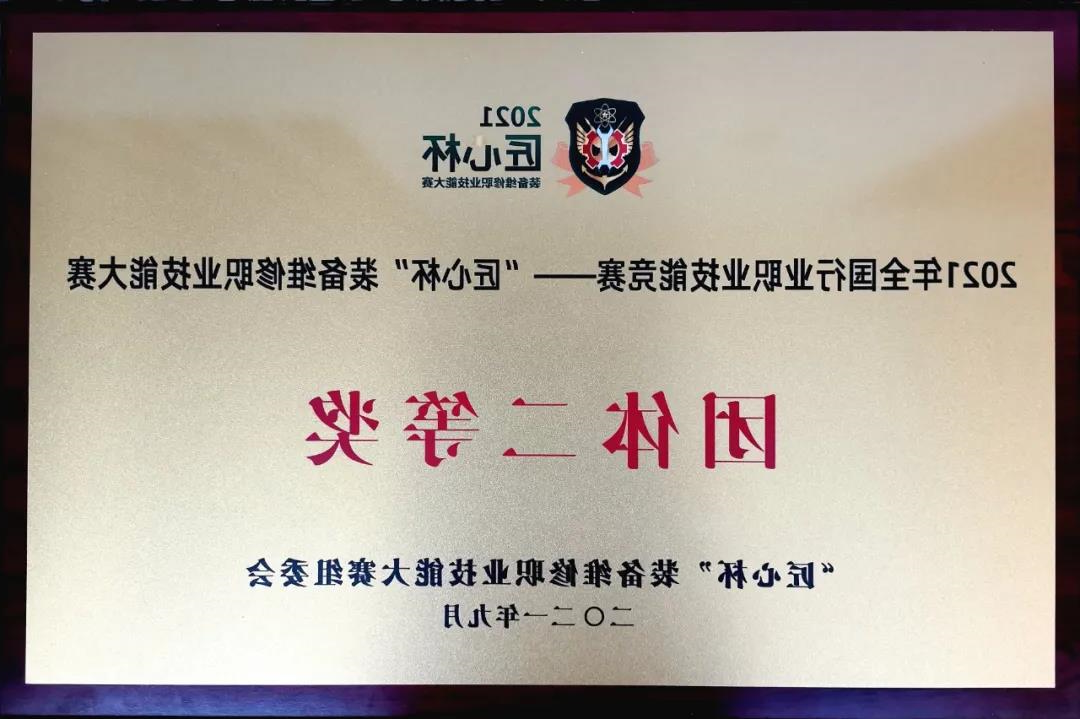 2021
匠心杯
装备维修职业技能大赛
2021年全国行业职业技能竞赛——“匠心杯”装备维修职业技能大赛
团体二等奖
“匠心杯”装备维修职业技能大赛组委会
二〇二一年九月